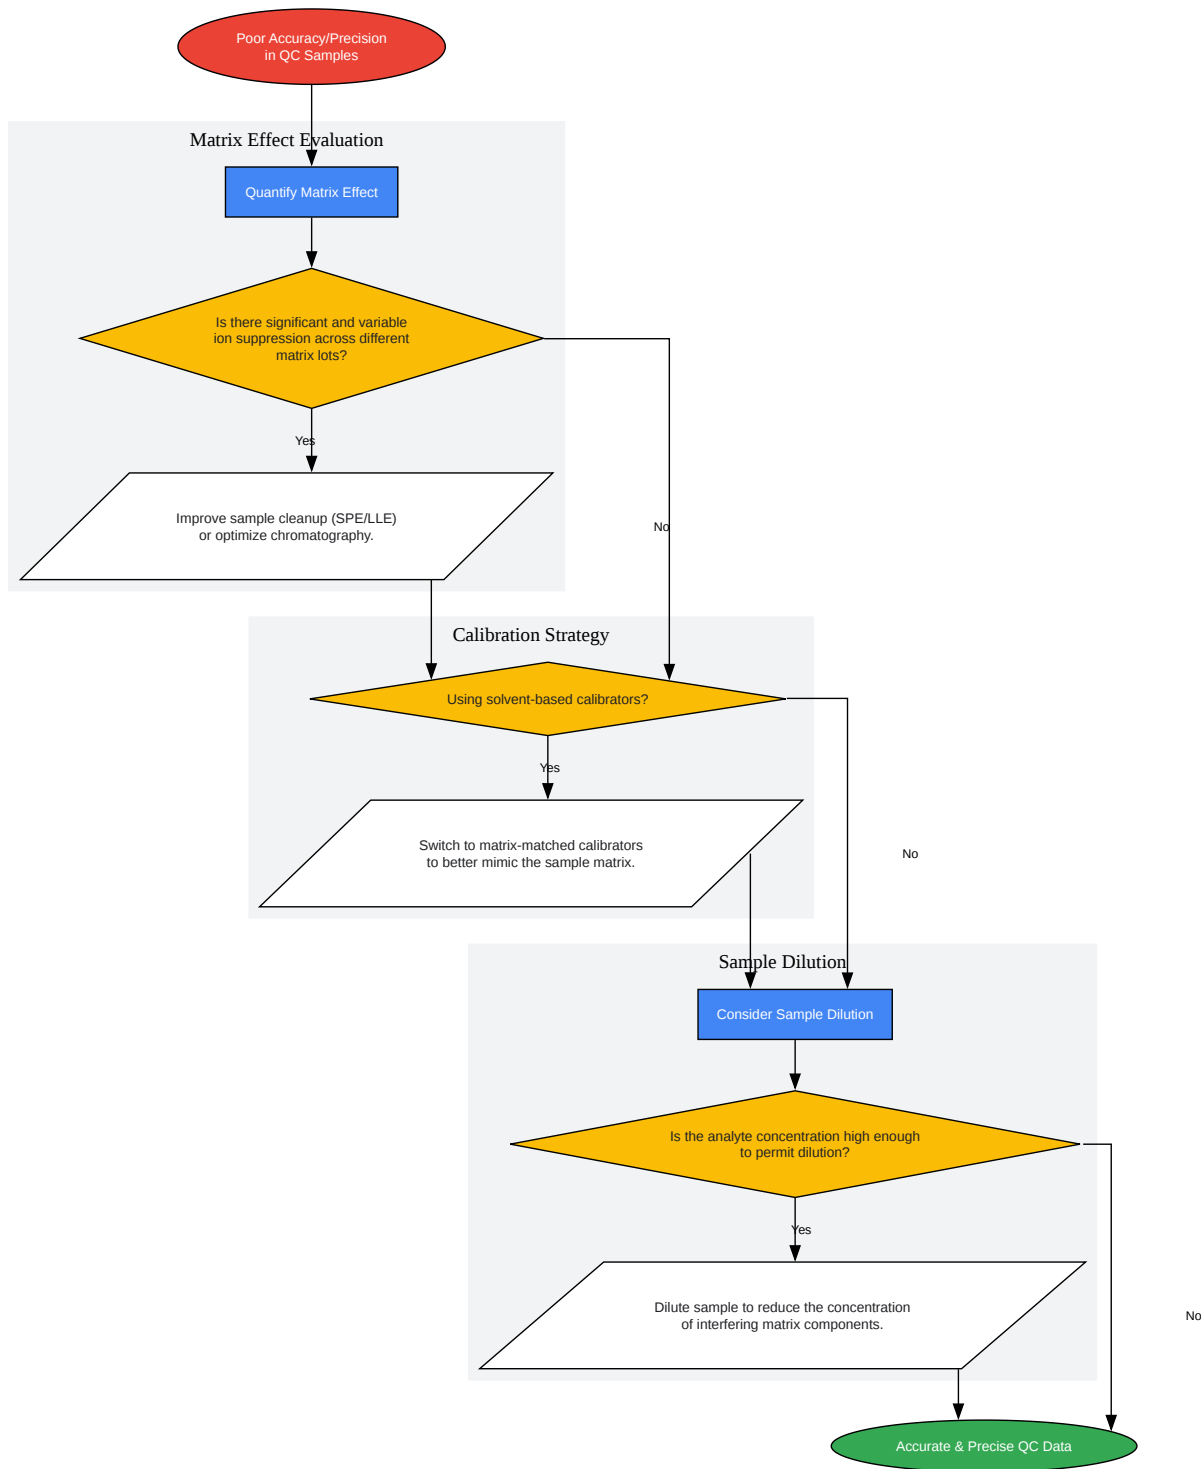 Poor Accuracy/Precision
in QC Samples
Matrix Effect Evaluation
Quantify Matrix Effect
Is there significant and variable
ion suppression across different
matrix lots?
Yes
Improve sample cleanup (SPE/LLE)
or optimize chromatography.
No
Calibration Strategy
Using solvent-based calibrators?
Yes
Switch to matrix-matched calibrators
to better mimic the sample matrix.
No
Sample Dilution
Consider Sample Dilution
Is the analyte concentration high enough
to permit dilution?
Yes
Dilute sample to reduce the concentration
of interfering matrix components.
No
Accurate & Precise QC Data